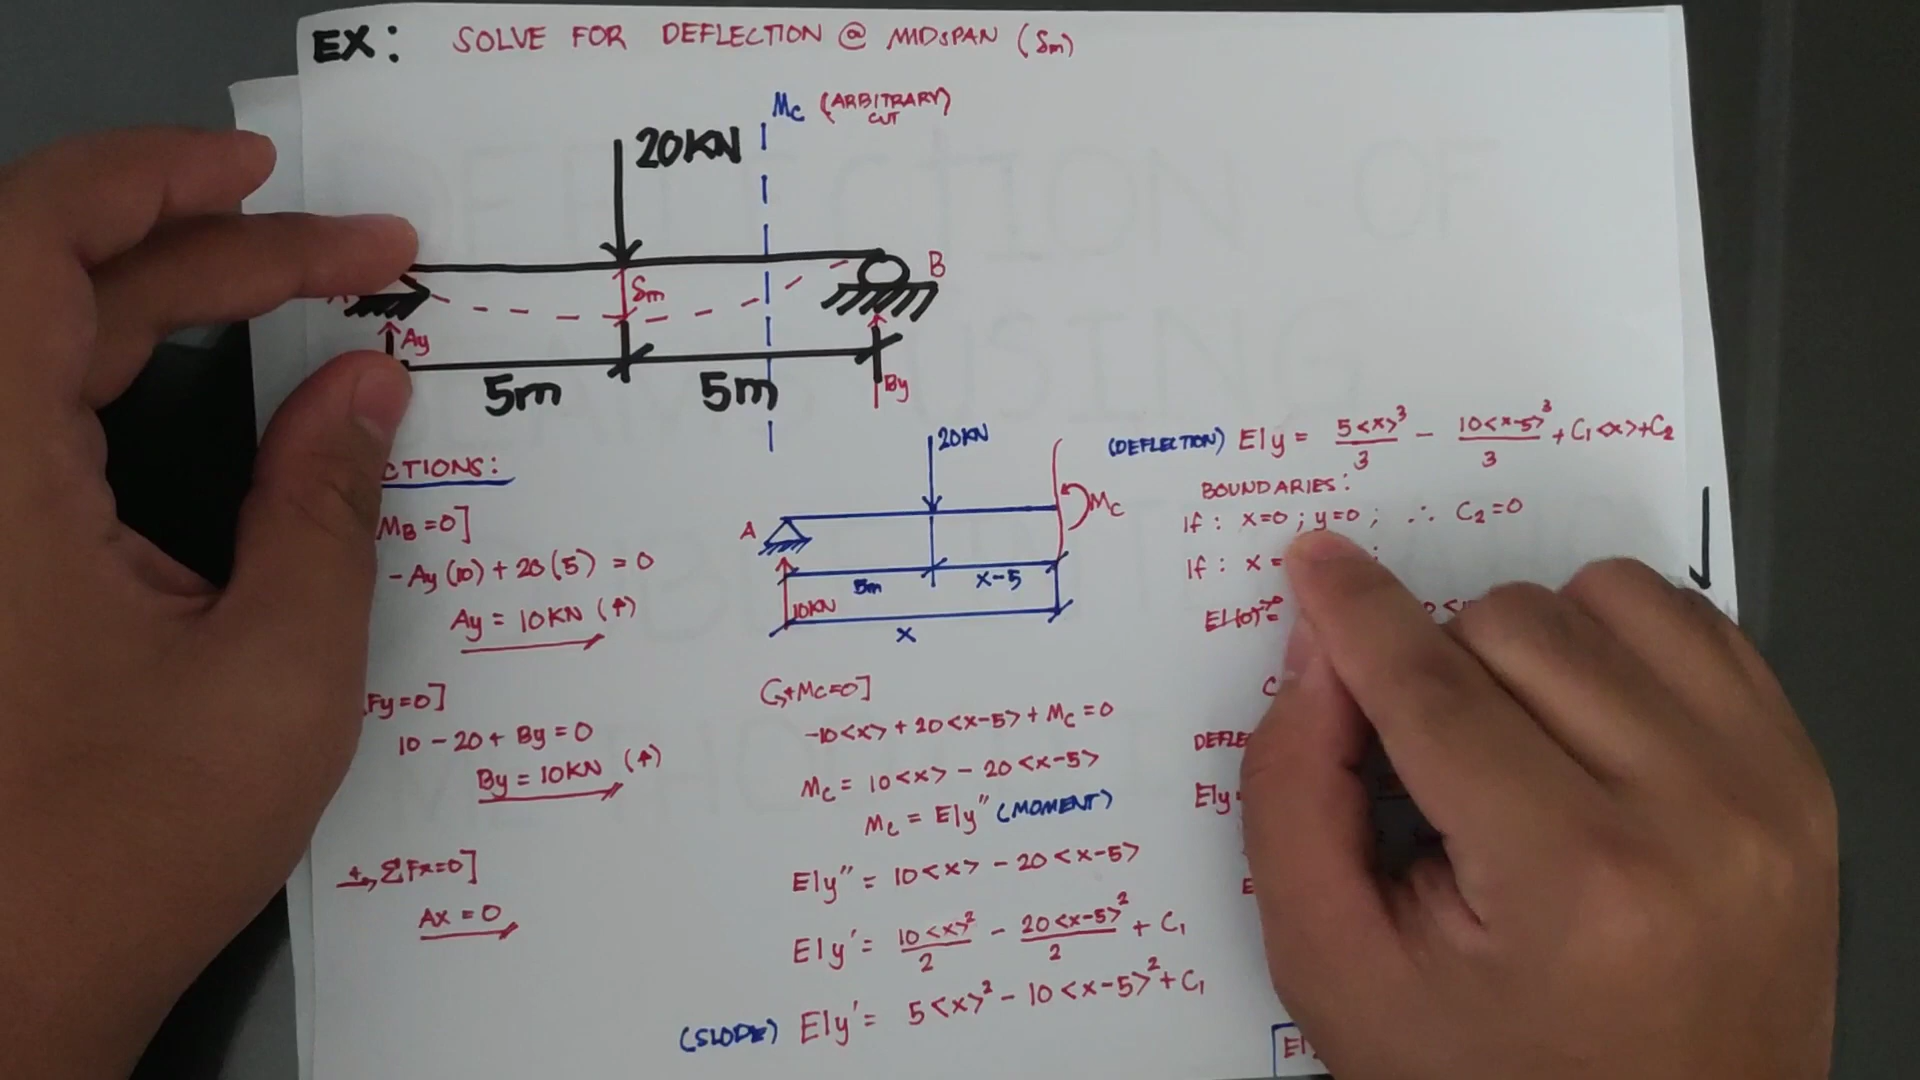 EX: SOLVE FOR DEFLECTION @ MIDSPAN (δm)
Mc (ARBITRARY) CUT
20KN
B
δm
Ay
5m 5m
By
CTIONS:
MB=0]
-Ay(10)+20(5) = 0
Ay = 10KN (↑)
Fy=0]
10-20+By=0
By=10KN (↑)
+→ ΣFx=0]
Ax = 0
20KN
A
Mc
5m x-5
10KN
x
+Mc=0]
-10<x>+20<x-5>+Mc=0
Mc = 10<x> - 20<x-5>
Mc = EIy" (MOMENT)
EIy" = 10<x> - 20<x-5>
EIy' = 10<x>²/2 - 20<x-5>²/2 + C₁
(SLOPE) EIy' = 5<x>² - 10<x-5>² + C₁
(DEFLECTION) EIy = 5<x>³/3 - 10<x-5>³/3 + C₁<x>+C₂
BOUNDARIES:
If: x=0; y=0; ∴ C₂=0
If: x =
EI(0)=
C
DEFLE
EIy=